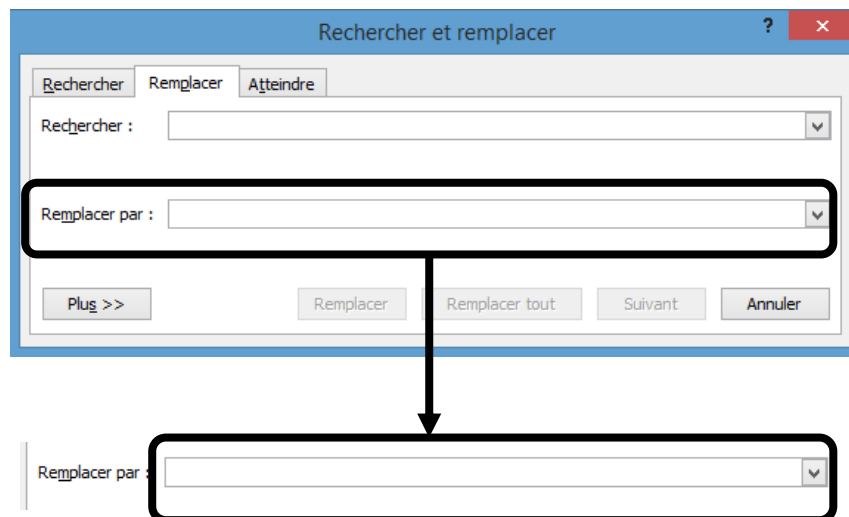 Rechercher et remplacer ? ×
Rechercher Remplacer Atteindre
Rechercher :
Remplacer par :
Plus >> Remplacer Remplacer tout Suivant Annuler
Remplacer par :